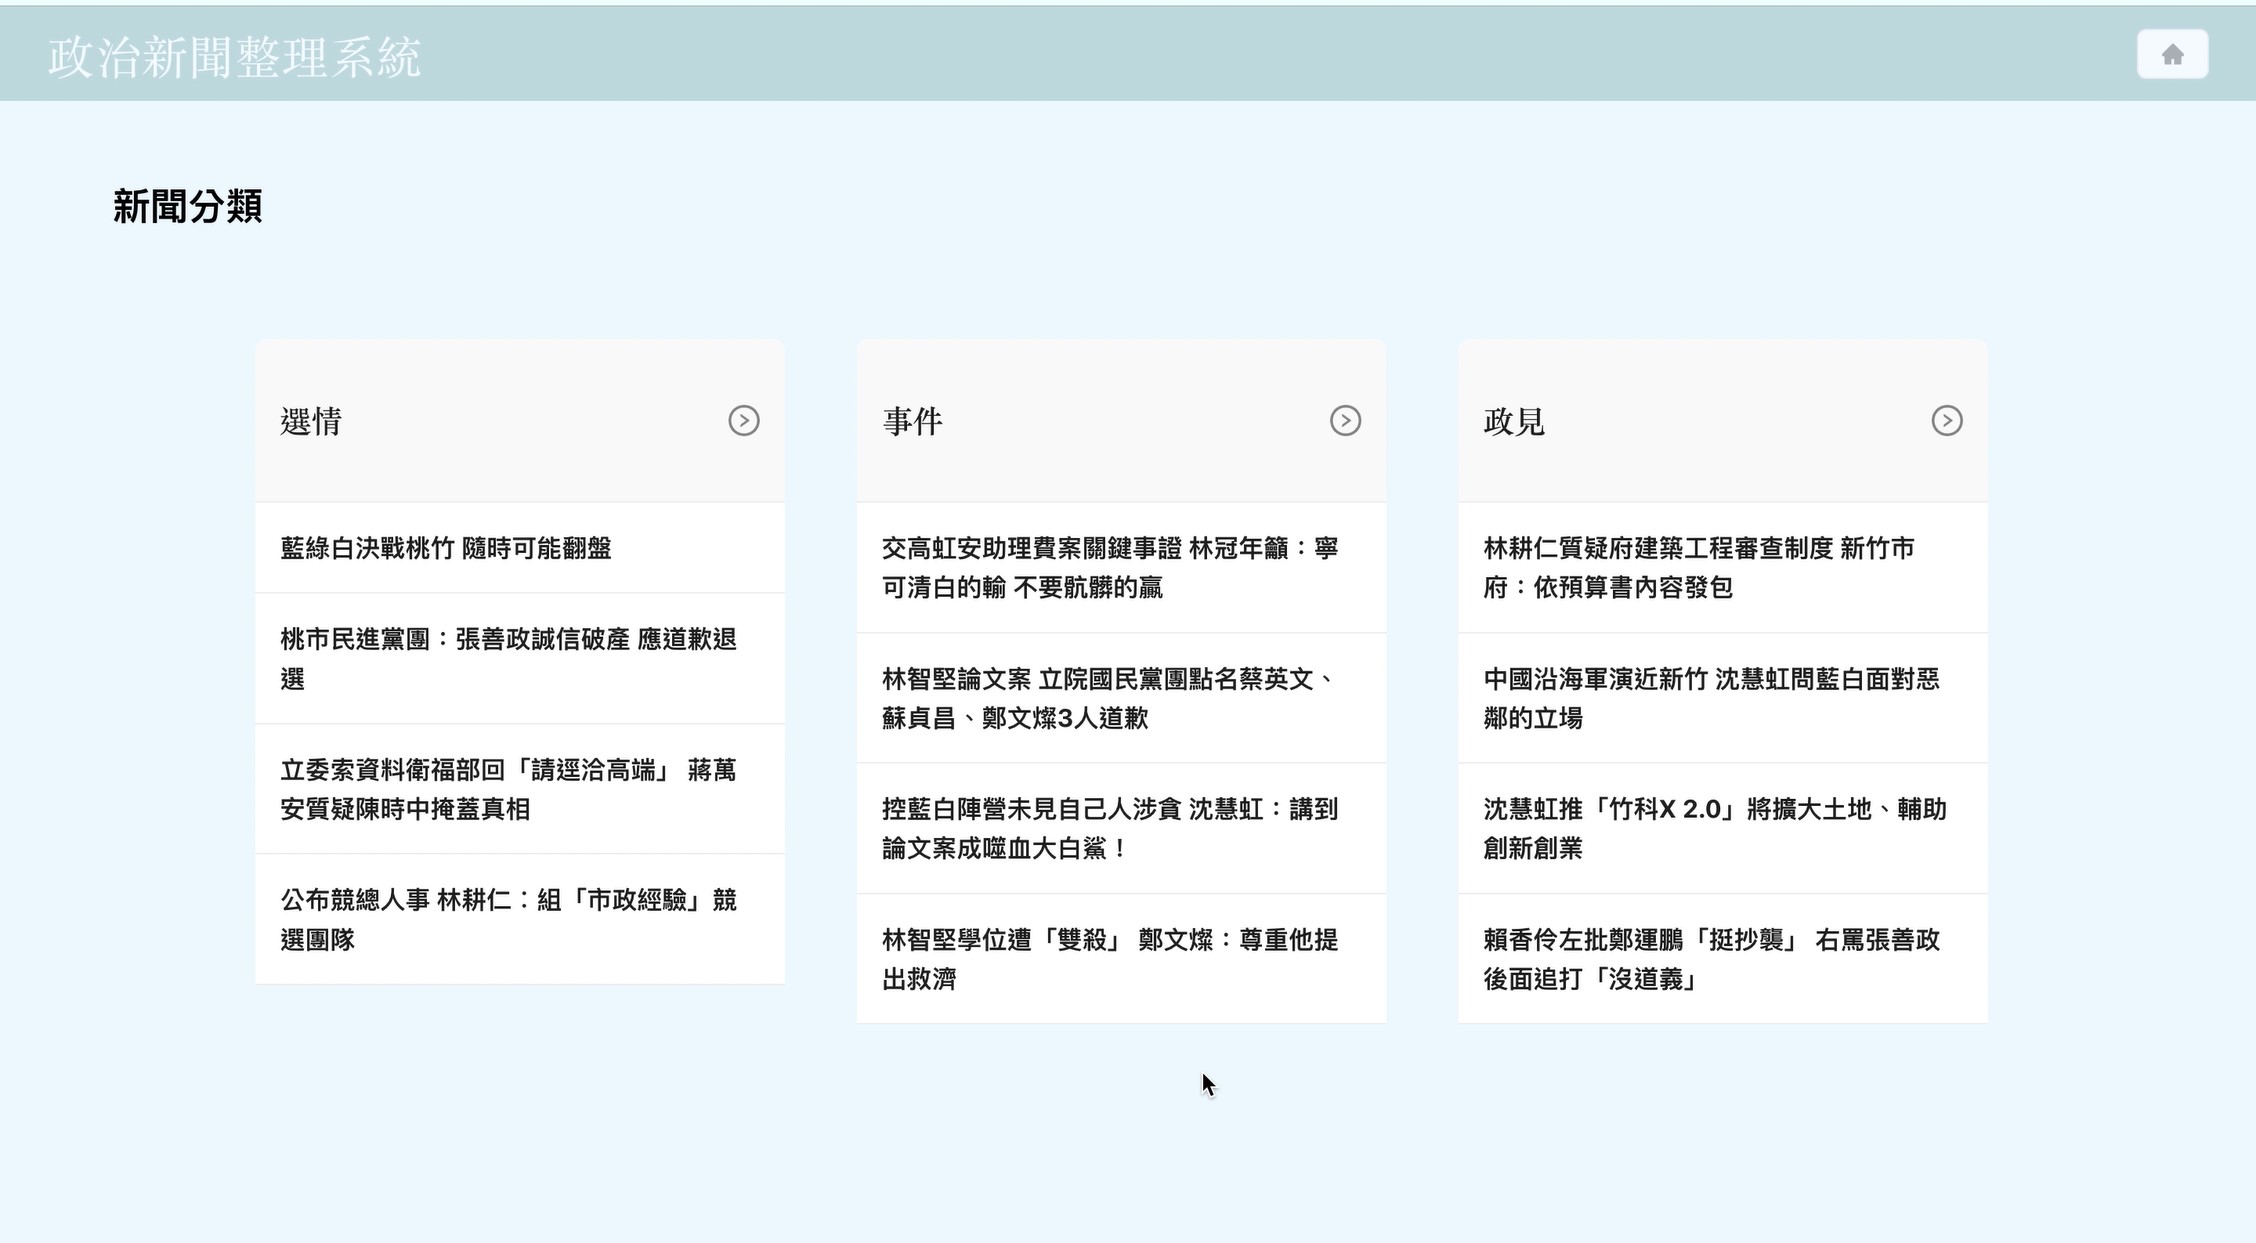 政治新聞整理系統
新聞分類
選情
藍綠白決戰桃竹 隨時可能翻盤
桃市民進黨團：張善政誠信破產 應道歉退
選
立委索資料衛福部回「請逕洽高端」 蔣萬
安質疑陳時中掩蓋真相
公布競總人事 林耕仁：組「市政經驗」競
選團隊
事件
交高虹安助理費案關鍵事證 林冠年籲：寧
可清白的輸 不要骯髒的贏
林智堅論文案 立院國民黨團點名蔡英文、
蘇貞昌、鄭文燦3人道歉
控藍白陣營未見自己人涉貪 沈慧虹：講到
論文案成噬血大白鯊！
林智堅學位遭「雙殺」 鄭文燦：尊重他提
出救濟
政見
林耕仁質疑府建築工程審查制度 新竹市
府：依預算書內容發包
中國沿海軍演近新竹 沈慧虹問藍白面對惡
鄰的立場
沈慧虹推「竹科X 2.0」將擴大土地、輔助
創新創業
賴香伶左批鄭運鵬「挺抄襲」 右罵張善政
後面追打「沒道義」